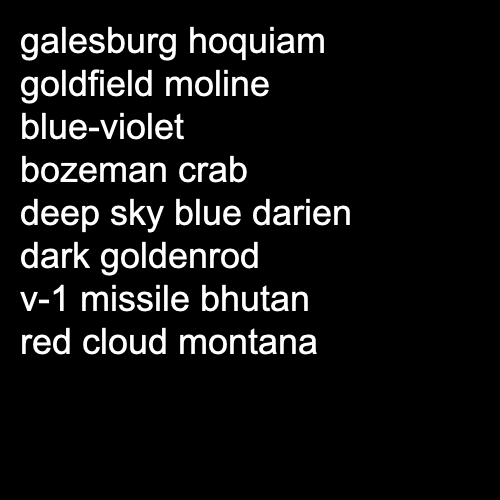 galesburg hoquiam
goldfield moline
blue-violet
bozeman crab
deep sky blue darien
dark goldenrod
v-1 missile bhutan
red cloud montana